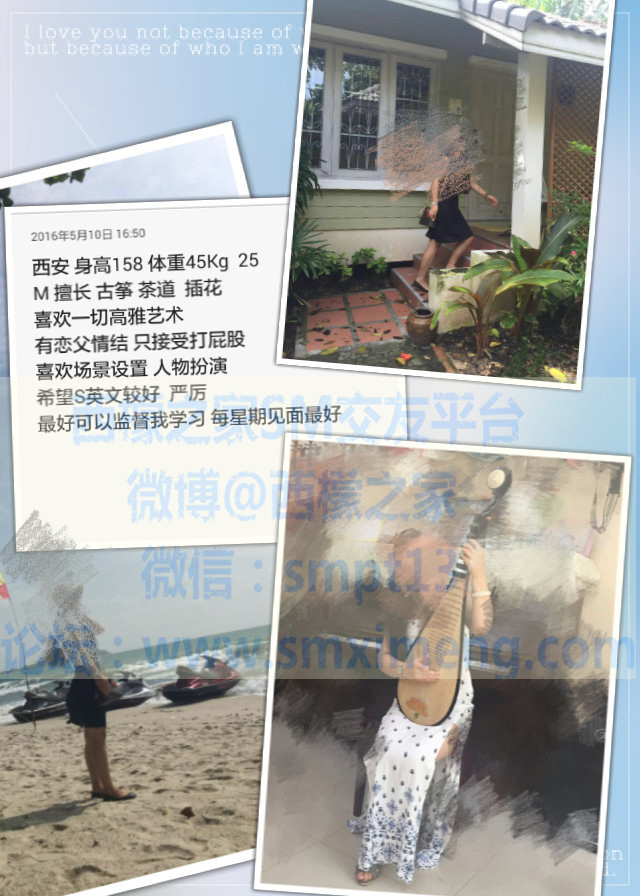 I love you not because of
but because of who I am w
2016年5月10日 16:50
西安 身高158 体重45Kg 25
M 擅长 古筝 茶道 插花
喜欢一切高雅艺术
有恋父情结 只接受打屁股
喜欢场景设置 人物扮演
希望S英文较好 严厉
最好可以监督我学习 每星期见面最好
西檬之家SM交友平台
微博@西檬之家
微信：smpt13
论坛：www.smximeng.com